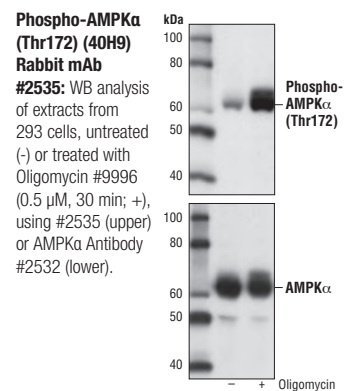 Phospho-AMPKα
(Thr172) (40H9)
Rabbit mAb
#2535: WB analysis
of extracts from
293 cells, untreated
(-) or treated with
Oligomycin #9996
(0.5 µM, 30 min; +),
using #2535 (upper)
or AMPKα Antibody
#2532 (lower).
kDa
100
80
60
50
40
Phospho-
AMPKα
(Thr172)
100
80
60
50
40
AMPKα
– + Oligomycin